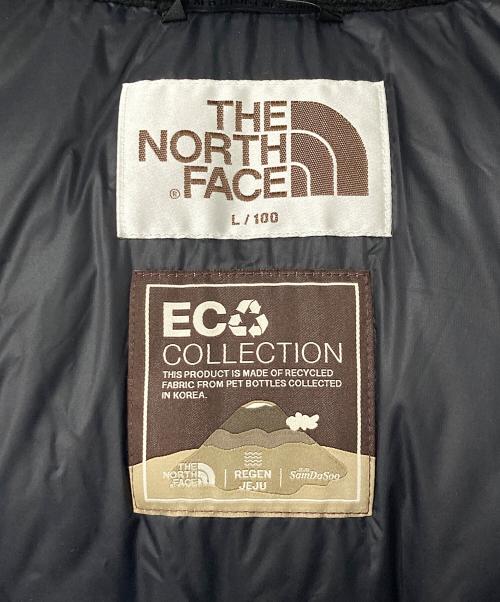 THE
NORTH
FACE
®
L / 100
ECO
COLLECTION
THIS PRODUCT IS MADE OF RECYCLED
FABRIC FROM PET BOTTLES COLLECTED
IN KOREA.
THE
NORTH
FACE
REGEN
JEJU
SamDaSoo